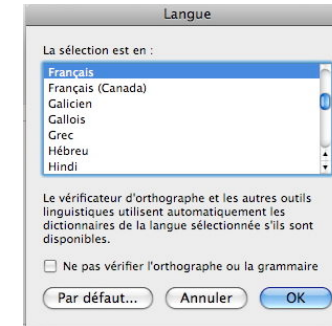 Langue
La sélection est en :
Français
Français (Canada)
Galicien
Gallois
Grec
Hébreu
Hindi
Le vérificateur d'orthographe et les autres outils
linguistiques utilisent automatiquement les
dictionnaires de la langue sélectionnée s'ils sont
disponibles.
Ne pas vérifier l'orthographe ou la grammaire
Par défaut... Annuler OK